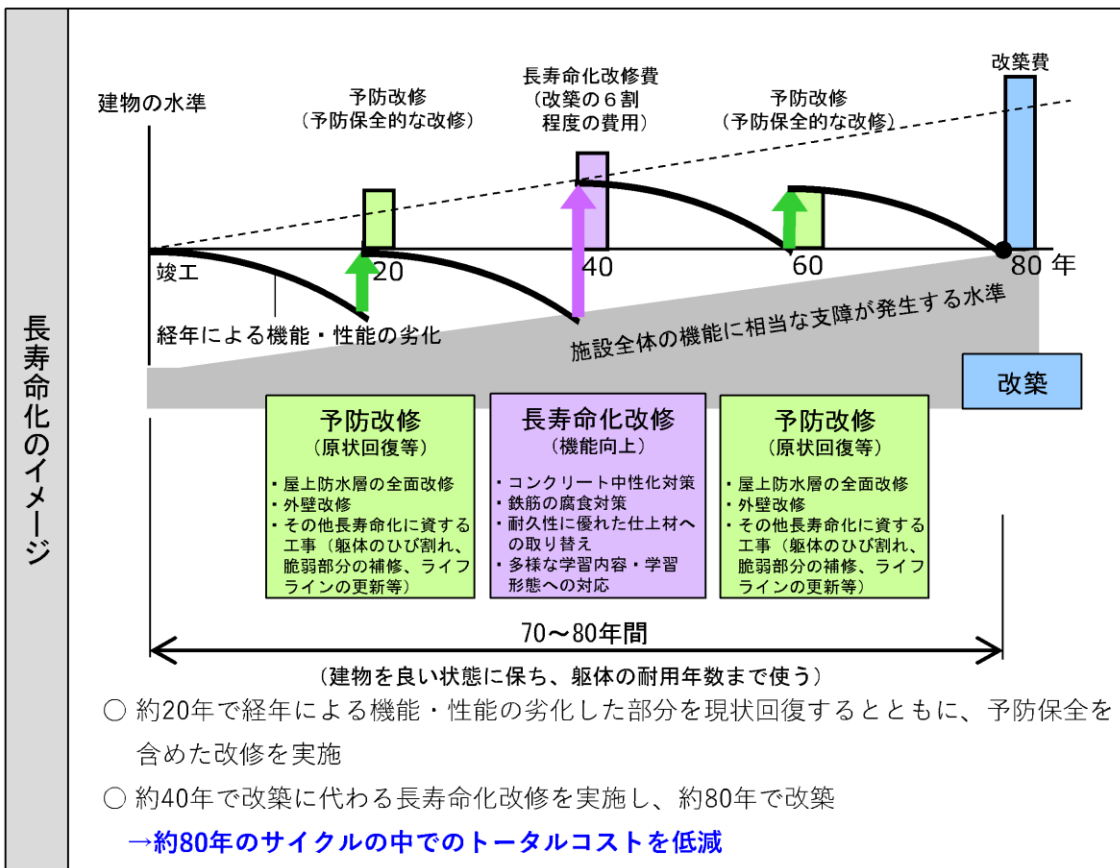 長寿命化のイメージ
改築費
長寿命化改修費
（改築の６割
程度の費用）
予防改修
（予防保全的な改修）
予防改修
（予防保全的な改修）
建物の水準
竣工
20
40
60
80 年
経年による機能・性能の劣化
施設全体の機能に相当な支障が発生する水準
改築
予防改修
（原状回復等）
・屋上防水層の全面改修
・外壁改修
・その他長寿命化に資する
工事（躯体のひび割れ、
脆弱部分の補修、ライフ
ラインの更新等）
長寿命化改修
（機能向上）
・コンクリート中性化対策
・鉄筋の腐食対策
・耐久性に優れた仕上材へ
の取り替え
・多様な学習内容・学習
形態への対応
予防改修
（原状回復等）
・屋上防水層の全面改修
・外壁改修
・その他長寿命化に資する
工事（躯体のひび割れ、
脆弱部分の補修、ライフ
ラインの更新等）
70～80年間
（建物を良い状態に保ち、躯体の耐用年数まで使う）
○ 約20年で経年による機能・性能の劣化した部分を現状回復するとともに、予防保全を
含めた改修を実施
○ 約40年で改築に代わる長寿命化改修を実施し、約80年で改築
→約80年のサイクルの中でのトータルコストを低減